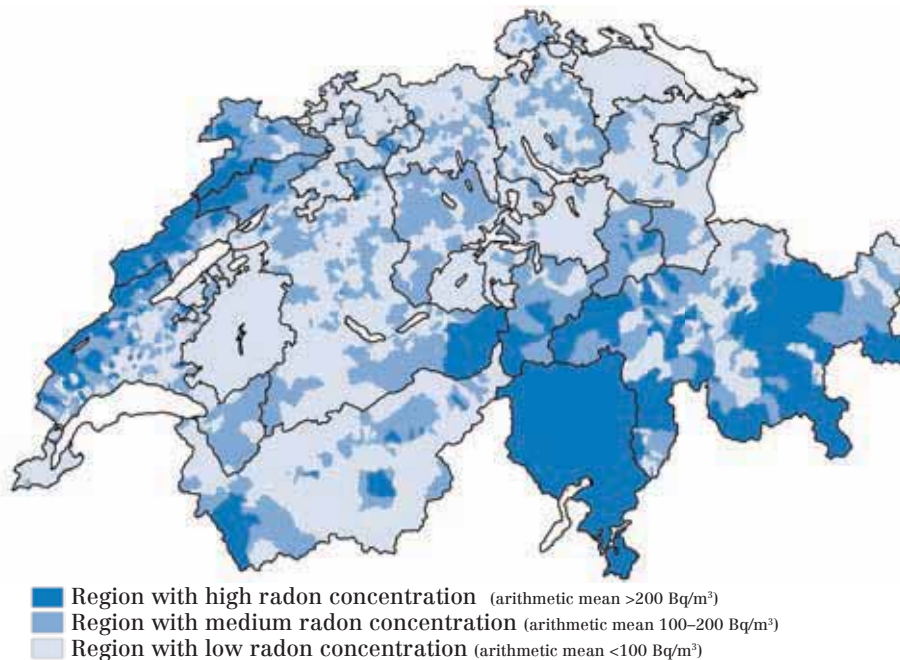 Region with high radon concentration (arithmetic mean >200 Bq/m³)
Region with medium radon concentration (arithmetic mean 100–200 Bq/m³)
Region with low radon concentration (arithmetic mean <100 Bq/m³)